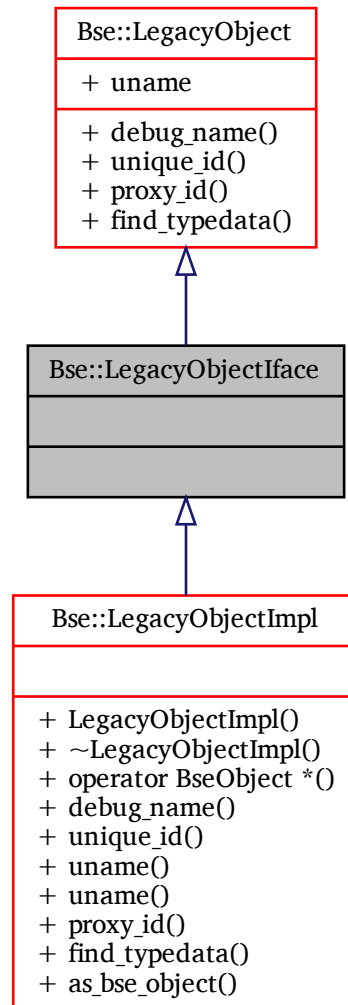 Bse::LegacyObject
+ uname
+ debug_name()
+ unique_id()
+ proxy_id()
+ find_typedata()
Bse::LegacyObjectIface
Bse::LegacyObjectImpl
+ LegacyObjectImpl()
+ ~LegacyObjectImpl()
+ operator BseObject *()
+ debug_name()
+ unique_id()
+ uname()
+ uname()
+ proxy_id()
+ find_typedata()
+ as_bse_object()